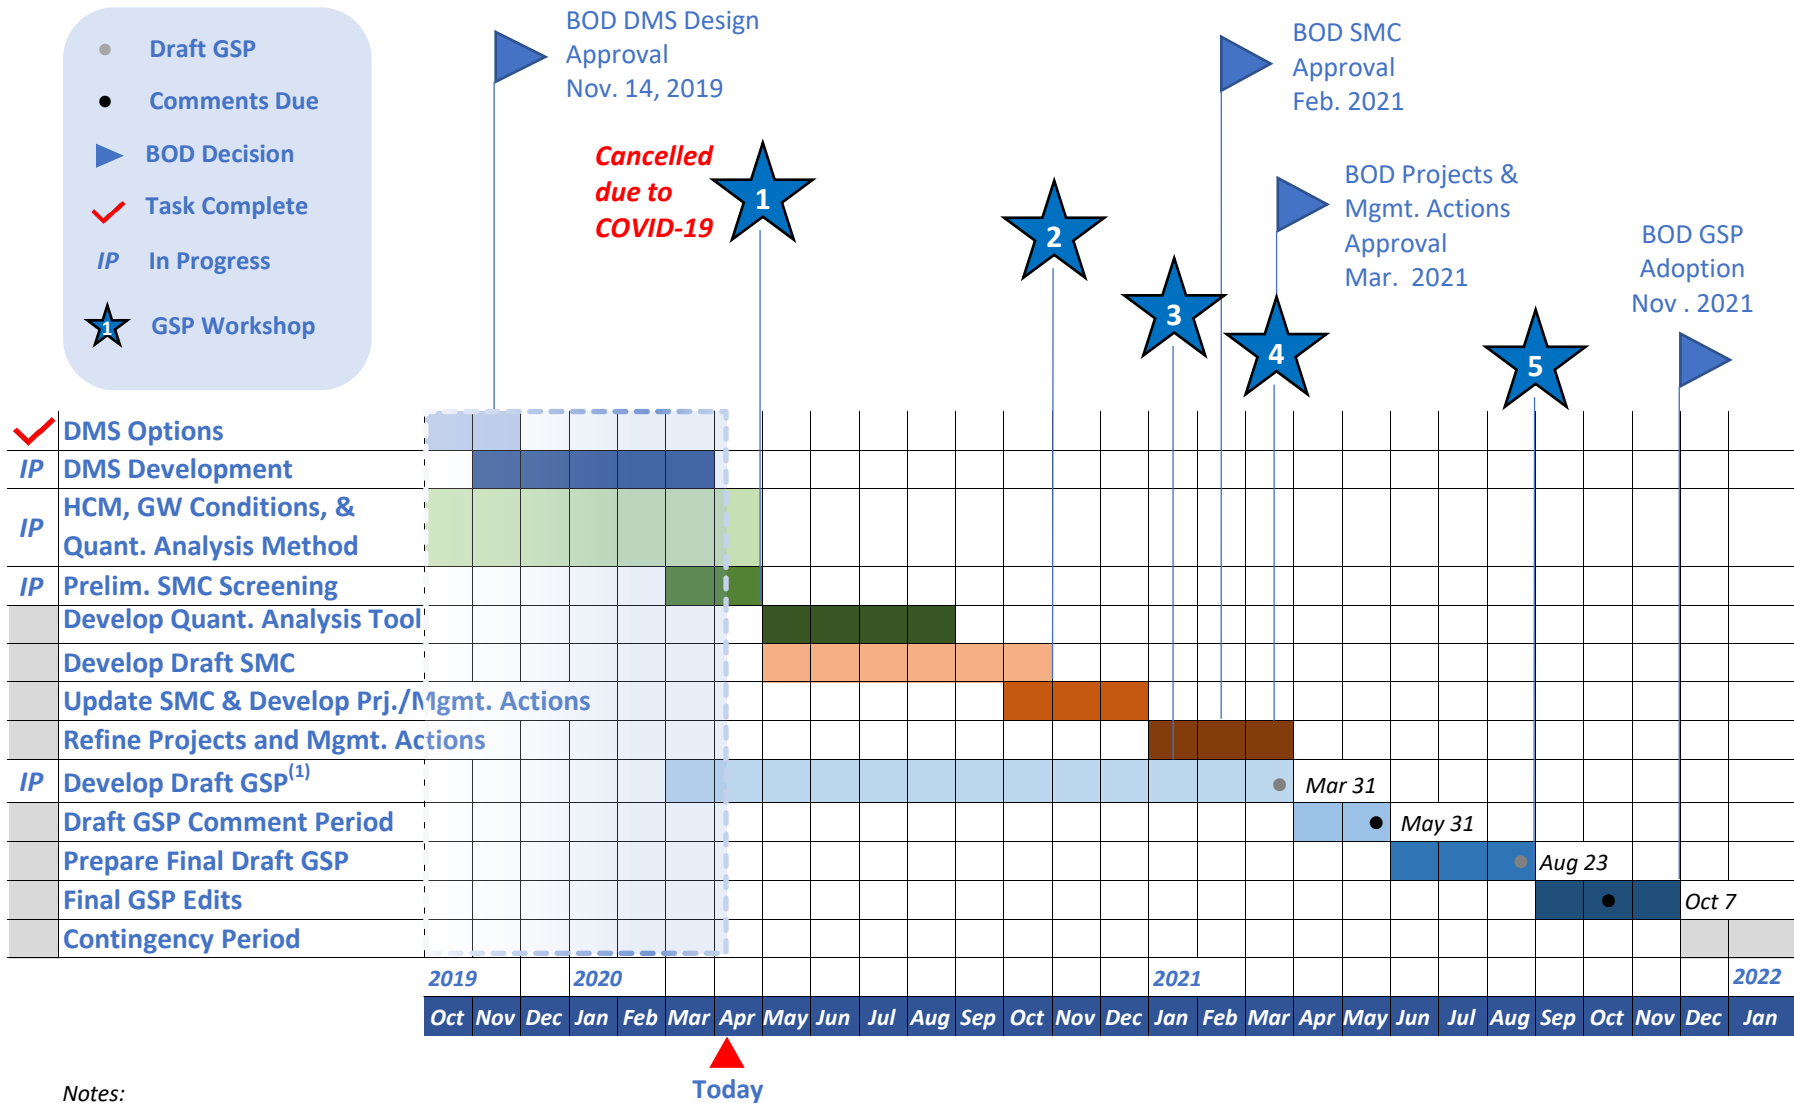 Draft GSP
Comments Due
BOD Decision
Task Complete
IP In Progress
1 GSP Workshop
BOD DMS Design
Approval
Nov. 14, 2019
Cancelled
due to
COVID-19
1
2
3
4
5
BOD SMC
Approval
Feb. 2021
BOD Projects &
Mgmt. Actions
Approval
Mar. 2021
BOD GSP
Adoption
Nov . 2021
DMS Options
IP DMS Development
IP HCM, GW Conditions, &
Quant. Analysis Method
IP Prelim. SMC Screening
Develop Quant. Analysis Tool
Develop Draft SMC
Update SMC & Develop Prj./Mgmt. Actions
Refine Projects and Mgmt. Actions
IP Develop Draft GSP(1) Mar 31
Draft GSP Comment Period May 31
Prepare Final Draft GSP Aug 23
Final GSP Edits Oct 7
Contingency Period
2019 2020 2021 2022
Oct Nov Dec Jan Feb Mar Apr May Jun Jul Aug Sep Oct Nov Dec Jan Feb Mar Apr May Jun Jul Aug Sep Oct Nov Dec Jan
Today
Notes: